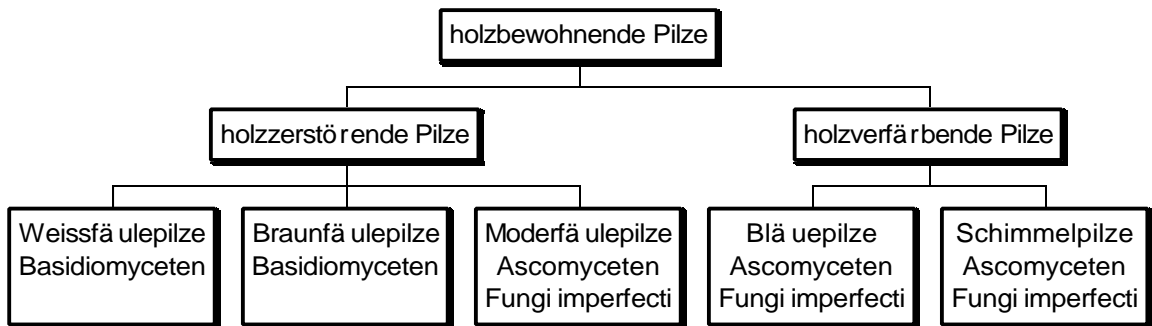 holzbewohnende Pilze
holzzerstörende Pilze
holzverfärbende Pilze
Weissfäulepilze
Basidiomyceten
Braunfäulepilze
Basidiomyceten
Moderfäulepilze
Ascomyceten
Fungi imperfecti
Bläuepilze
Ascomyceten
Fungi imperfecti
Schimmelpilze
Ascomyceten
Fungi imperfecti